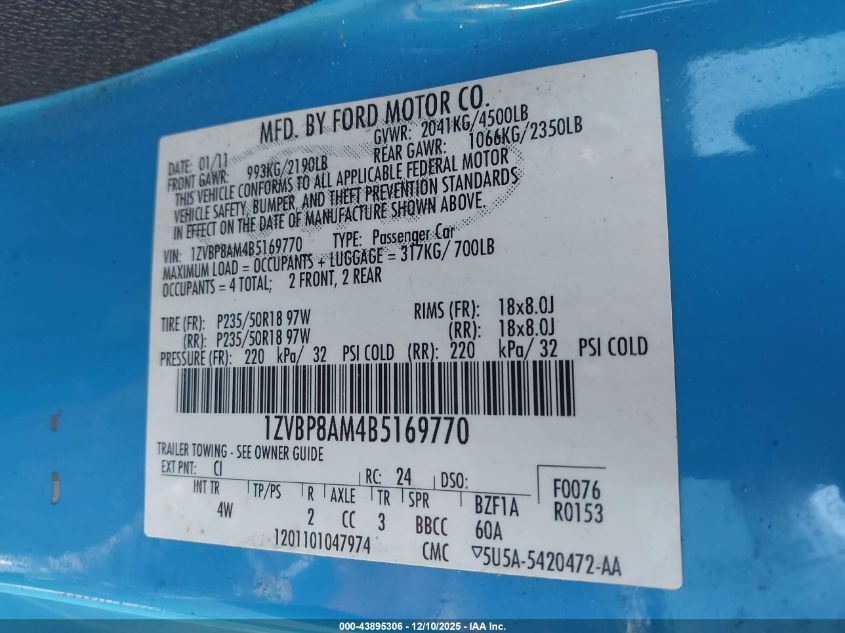 MFD. BY FORD MOTOR CO.
DATE: 01/11 GVWR: 2041KG/4500LB
FRONT GAWR: 993KG/2190LB REAR GAWR: 1066KG/2350LB
THIS VEHICLE CONFORMS TO ALL APPLICABLE FEDERAL MOTOR
VEHICLE SAFETY, BUMPER, AND THEFT PREVENTION STANDARDS
IN EFFECT ON THE DATE OF MANUFACTURE SHOWN ABOVE.
VIN: 1ZVBP8AM4B5169770 TYPE: Passenger Car
MAXIMUM LOAD = OCCUPANTS + LUGGAGE = 317KG/ 700LB
OCCUPANTS = 4 TOTAL; 2 FRONT, 2 REAR
TIRE (FR): P235/50R18 97W RIMS (FR): 18x8.0J
(RR): P235/50R18 97W (RR): 18x8.0J
PRESSURE (FR): 220 kPa/ 32 PSI COLD (RR): 220 kPa/ 32 PSI COLD
1ZVBP8AM4B5169770
TRAILER TOWING - SEE OWNER GUIDE
EXT PNT: CI RC: 24 DSO: F0076
INT TR TP/PS R AXLE TR SPR BZF1A R0153
4W 2 CC 3 BBCC 60A
1201101047974 CMC ▽5U5A-5420472-AA
000-43895306 - 12/10/2025 - IAA Inc.